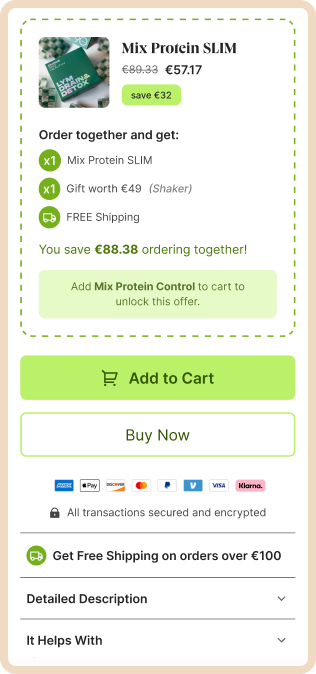 LYM
DRAIN &
DETOX
Mix Protein SLIM
€89.33 €57.17
save €32
Order together and get:
x1 Mix Protein SLIM
x1 Gift worth €49 (Shaker)
FREE Shipping
You save €88.38 ordering together!
Add Mix Protein Control to cart to
unlock this offer.
Add to Cart
Buy Now
Pay DISCOVER VISA Klarna.
All transactions secured and encrypted
Get Free Shipping on orders over €100
Detailed Description
It Helps With